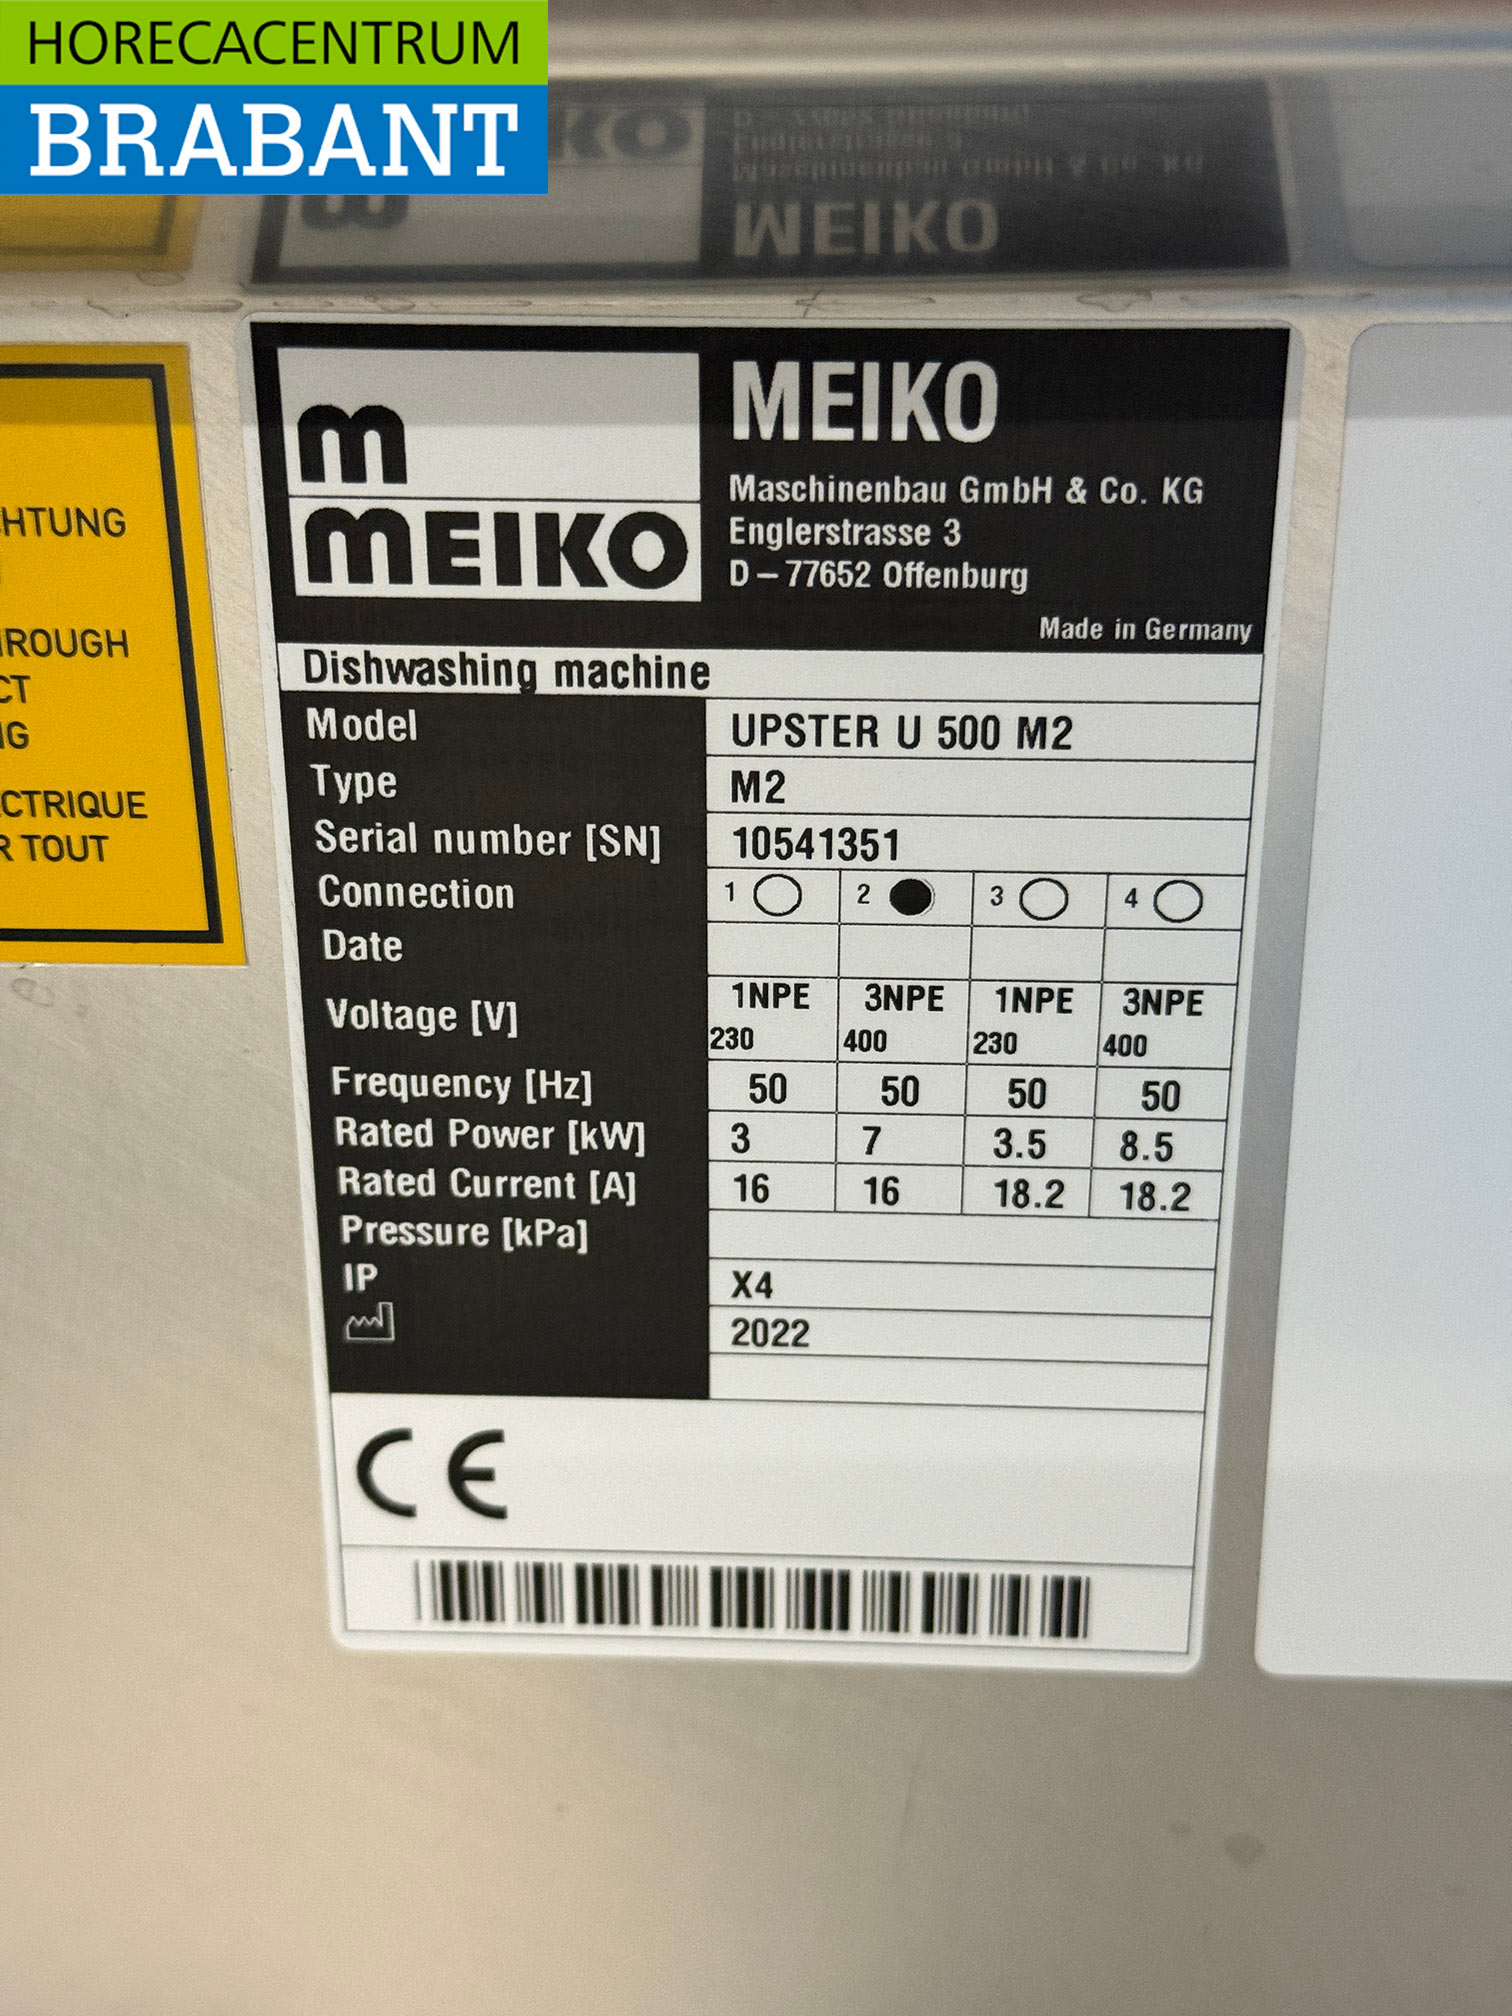 HORECACENTRUM
BRABANT
MEIKO
m
MEIKO
MEIKO
Maschinenbau GmbH & Co. KG
Englerstrasse 3
D – 77652 Offenburg
Made in Germany
HTUNG
ROUGH
CT
G
CTRIQUE
R TOUT
Dishwashing machine
Model UPSTER U 500 M2
Type M2
Serial number [SN] 10541351
Connection 1 2 3 4
Date
Voltage [V] 1NPE 230 3NPE 400 1NPE 230 3NPE 400
Frequency [Hz] 50 50 50 50
Rated Power [kW] 3 7 3.5 8.5
Rated Current [A] 16 16 18.2 18.2
Pressure [kPa]
IP X4
2022
CE